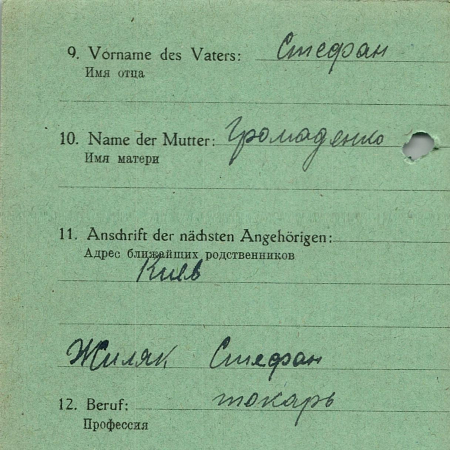 9. Vorname des Vaters: Стефан
Имя отца
10. Name der Mutter: Громаденко
Имя матери
11. Anschrift der nächsten Angehörigen:
Адрес ближайших родственников
Киев
Жиляк Стефан
12. Beruf: токарь
Профессия